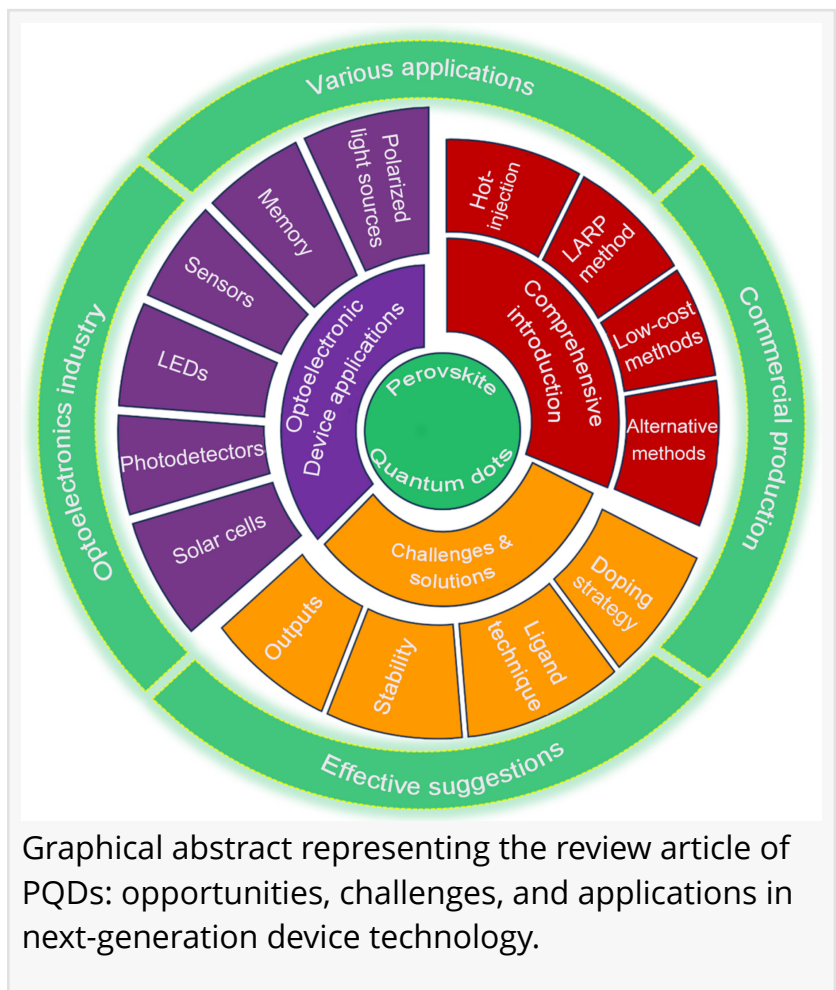 Various applications
Polarized
light sources
Memory
Sensors
LEDs
Photodetectors
Solar cells
Optoelectronic
Device applications
Hot-
injection
LARP
method
Low-cost
methods
Alternative
methods
Comprehensive
introduction
Perovskite
Quantum dots
Challenges &
solutions
Outputs
Stability
Ligand
technique
Doping
strategy
Optoelectronics industry
Commercial production
Effective suggestions
Graphical abstract representing the review article of
PQDs: opportunities, challenges, and applications in
next-generation device technology.